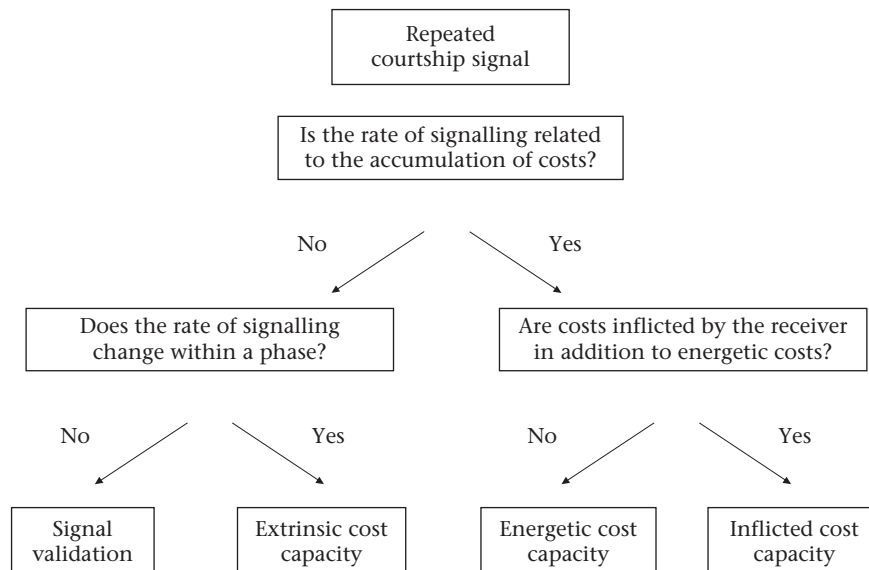 Repeated
courtship signal
Is the rate of signalling related
to the accumulation of costs?
No
Yes
Does the rate of signalling
change within a phase?
Are costs inflicted by the receiver
in addition to energetic costs?
No
Yes
No
Yes
Signal
validation
Extrinsic cost
capacity
Energetic cost
capacity
Inflicted cost
capacity